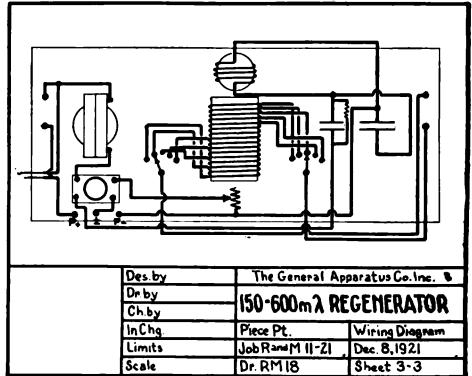 P+ P-
Des. by The General Apparatus Co. Inc.
Dr. by 150-600mλ REGENERATOR
Ch. by
In Chg. Piece Pt. Wiring Diagram
Limits Job R and M 11-21 Dec. 8, 1921
Scale Dr. RM 18 Sheet 3-3